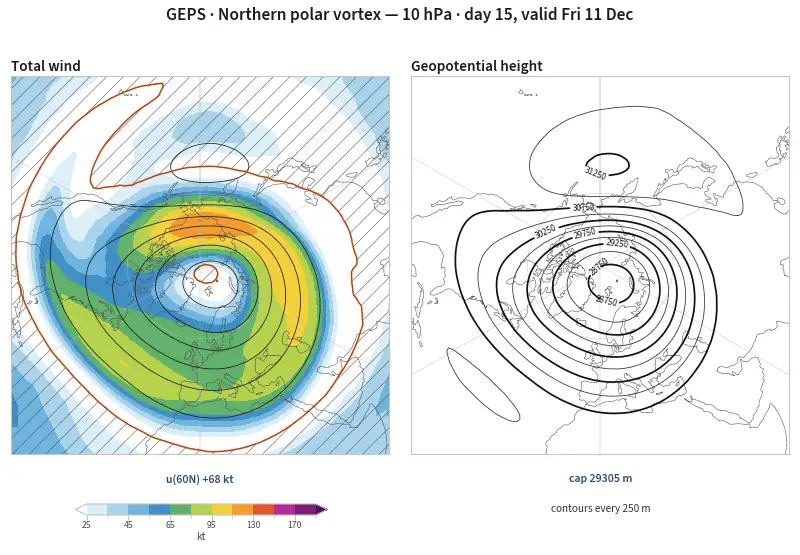 GEPS · Northern polar vortex — 10 hPa · day 15, valid Fri 11 Dec
Total wind
Geopotential height
31250
30750
30250
29750
29250
28750
28750
u(60N) +68 kt
cap 29305 m
contours every 250 m
25 45 65 95 130 170
kt